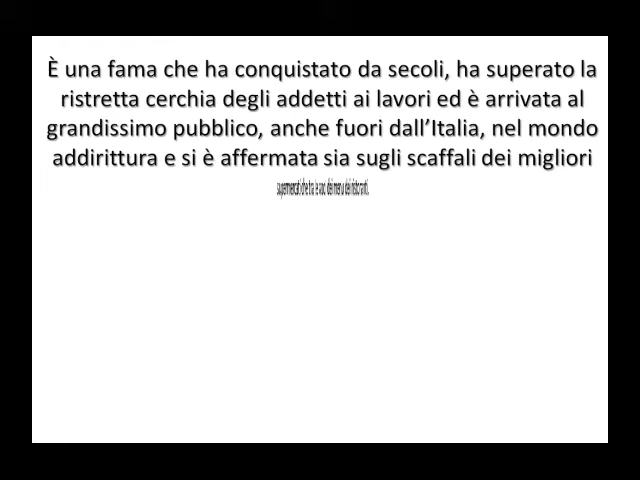 È una fama che ha conquistato da secoli, ha superato la
ristretta cerchia degli addetti ai lavori ed è arrivata al
grandissimo pubblico, anche fuori dall’Italia, nel mondo
addirittura e si è affermata sia sugli scaffali dei migliori
supermercati che tra le voci dei menu dei ristoranti.